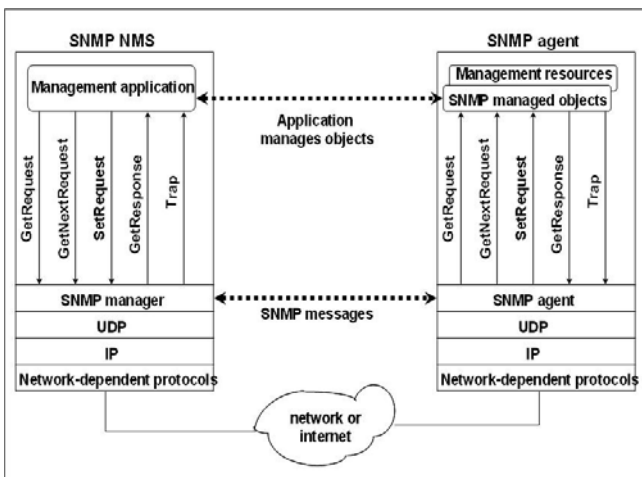 SNMP NMS
Management application
GetRequest
GetNextRequest
SetRequest
GetResponse
Trap
SNMP manager
UDP
IP
Network-dependent protocols
Application
manages objects
SNMP messages
network or
internet
SNMP agent
Management resources
SNMP managed objects
GetRequest
GetNextRequest
SetRequest
GetResponse
Trap
SNMP agent
UDP
IP
Network-dependent protocols